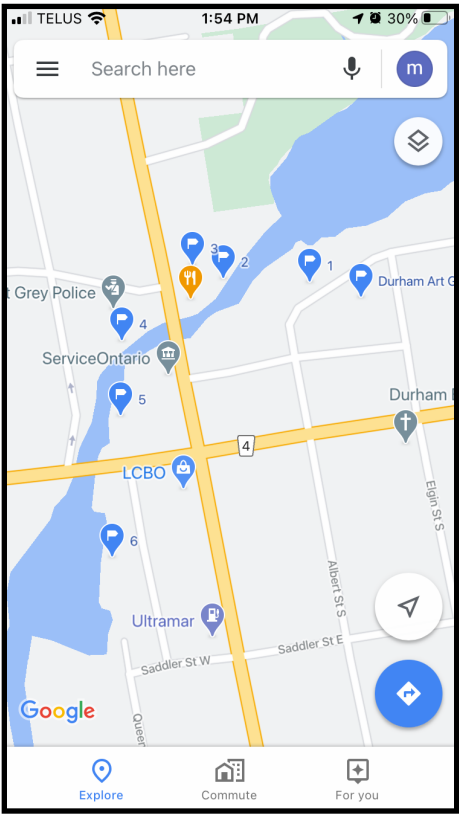 TELUS 1:54 PM 30%
Search here m
3
2
1
Durham Art G
t Grey Police
4
ServiceOntario
5
Durham
4
LCBO
Elgin St S
6
Albert St S
Ultramar
Saddler St E
Saddler St W
Queen
Google
Explore Commute For you